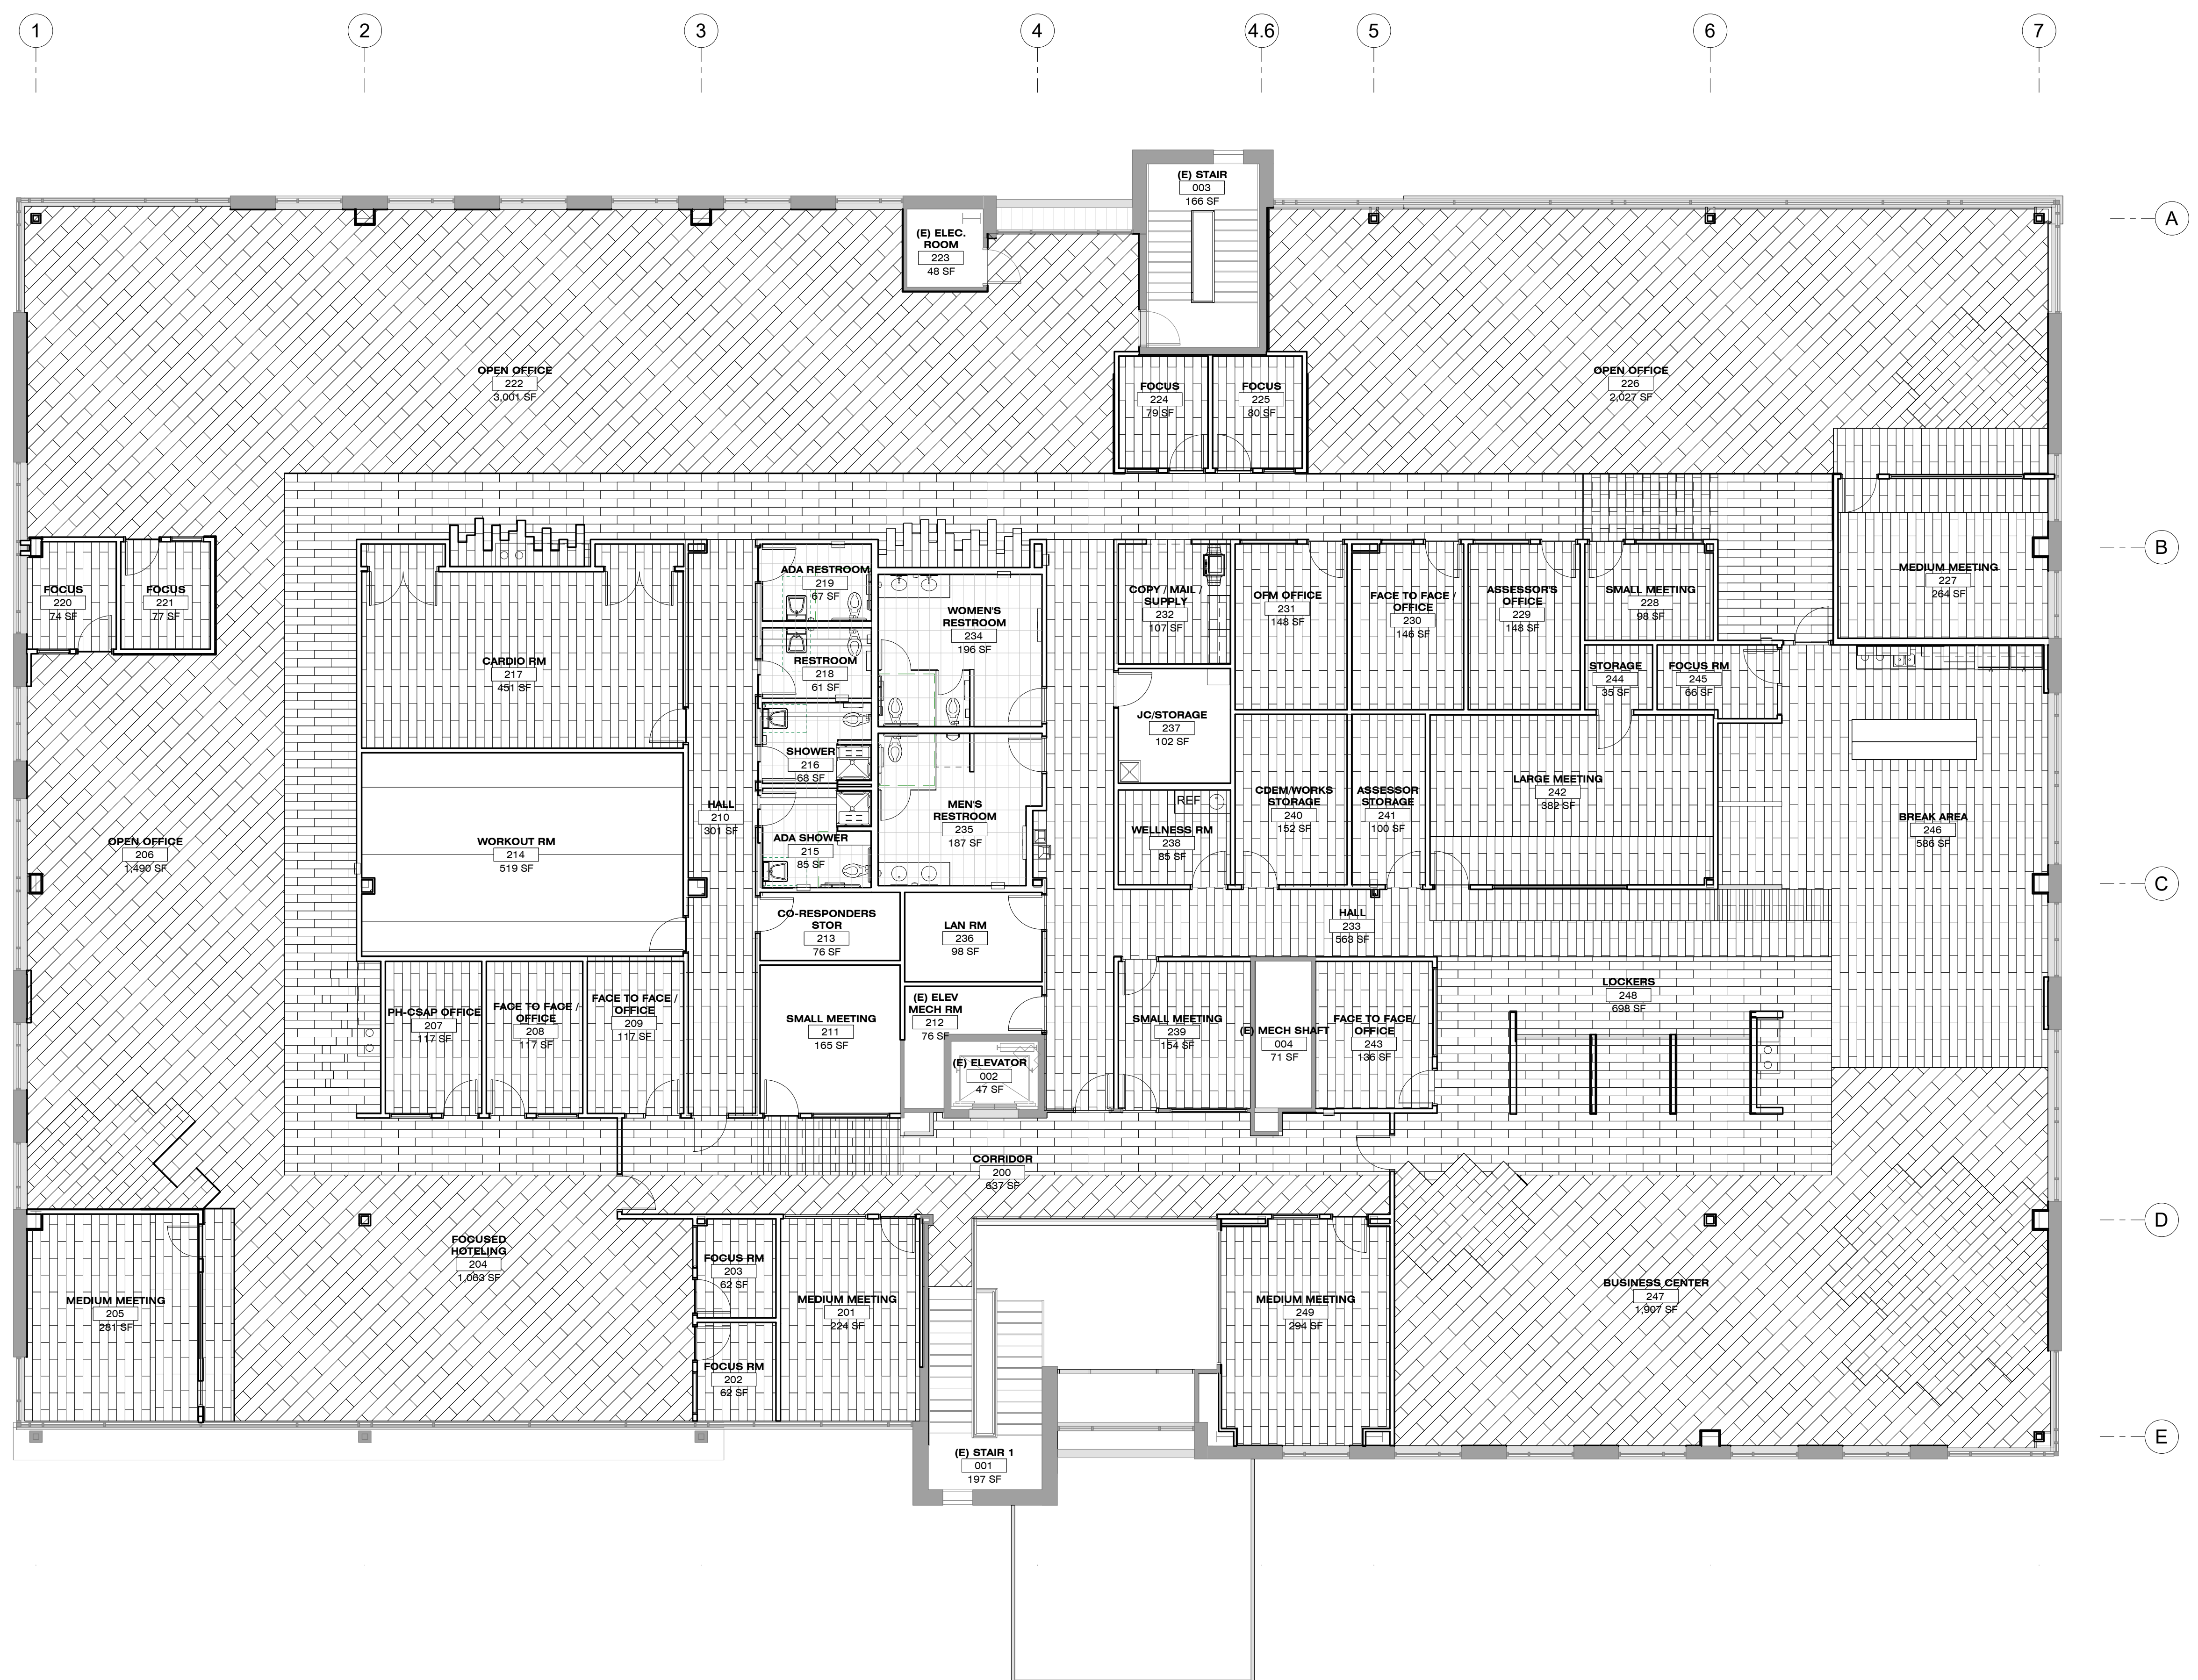 1
2
3
4
4.6
5
6
7
A
B
C
D
E
(E) STAIR
003
166 SF
(E) ELEC.
ROOM
223
48 SF
OPEN OFFICE
222
3,001 SF
FOCUS
224
79 SF
FOCUS
225
80 SF
OPEN OFFICE
226
2,027 SF
FOCUS
220
74 SF
FOCUS
221
77 SF
CARDIO RM
217
451 SF
ADA RESTROOM
219
67 SF
RESTROOM
218
61 SF
WOMEN'S
RESTROOM
234
196 SF
COPY / MAIL /
SUPPLY
232
107 SF
OFM OFFICE
231
148 SF
FACE TO FACE /
OFFICE
230
146 SF
ASSESSOR'S
OFFICE
229
148 SF
SMALL MEETING
228
98 SF
MEDIUM MEETING
227
264 SF
STORAGE
244
35 SF
FOCUS RM
245
66 SF
SHOWER
216
68 SF
JC/STORAGE
237
102 SF
LARGE MEETING
242
382 SF
OPEN OFFICE
206
1,490 SF
WORKOUT RM
214
519 SF
HALL
210
301 SF
ADA SHOWER
215
85 SF
MEN'S
RESTROOM
235
187 SF
REF
WELLNESS RM
238
85 SF
CDEM/WORKS
STORAGE
240
152 SF
ASSESSOR
STORAGE
241
100 SF
BREAK AREA
246
586 SF
CO-RESPONDERS
STOR
213
76 SF
LAN RM
236
98 SF
HALL
233
563 SF
PH-CSAP OFFICE
207
117 SF
FACE TO FACE /
OFFICE
208
117 SF
FACE TO FACE /
OFFICE
209
117 SF
SMALL MEETING
211
165 SF
(E) ELEV
MECH RM
212
76 SF
(E) ELEVATOR
002
47 SF
SMALL MEETING
239
154 SF
(E) MECH SHAFT
004
71 SF
FACE TO FACE/
OFFICE
243
136 SF
LOCKERS
248
698 SF
CORRIDOR
200
637 SF
MEDIUM MEETING
205
281 SF
FOCUSED
HOTELING
204
1,063 SF
FOCUS RM
203
62 SF
FOCUS RM
202
62 SF
MEDIUM MEETING
201
224 SF
MEDIUM MEETING
249
294 SF
BUSINESS CENTER
247
1,907 SF
(E) STAIR 1
001
197 SF